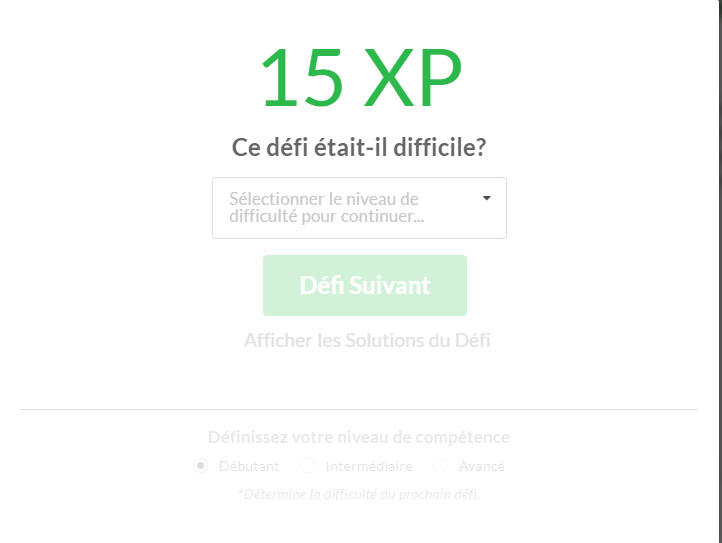 15 XP
Ce défi était-il difficile?
Sélectionner le niveau de
difficulté pour continuer...
Défi Suivant
Afficher les Solutions du Défi
Définissez votre niveau de compétence
Débutant Intermédiaire Avancé
*Détermine la difficulté du prochain défi.